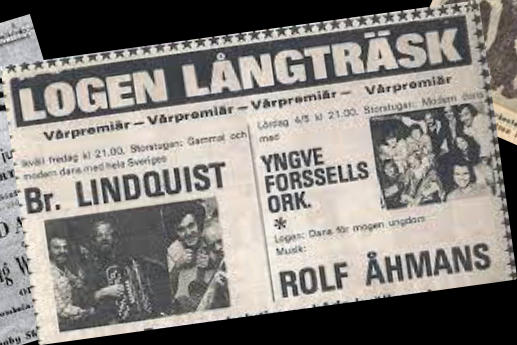 LOGEN LÅNGTRÄSK
Vårpremiär – Vårpremiär – Vårpremiär – Vårpremiär
Ikväll fredag kl 21.00. Storstugan: Gammal och
modern dans med hela Sveriges
Br. LINDQUIST
Lördag 6/5 kl 21.00. Storstugan: Modern dans
med
YNGVE
FORSSELLS
ORK.
*
Logen: Dans för mogen ungdom
Musik:
ROLF ÅHMANS